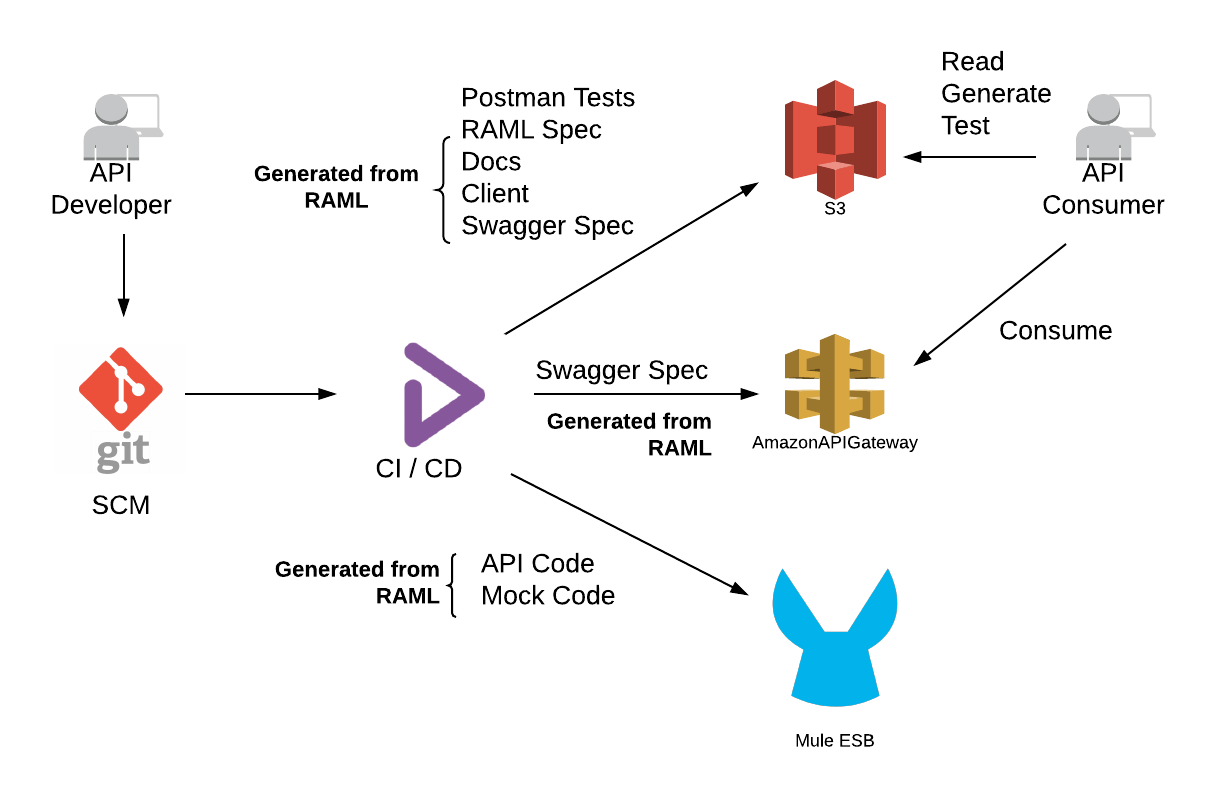 API
Developer
git
SCM
Generated from
RAML
Postman Tests
RAML Spec
Docs
Client
Swagger Spec
CI / CD
Swagger Spec
Generated from
RAML
Generated from
RAML
API Code
Mock Code
S3
Read
Generate
Test
API
Consumer
Consume
AmazonAPIGateway
Mule ESB